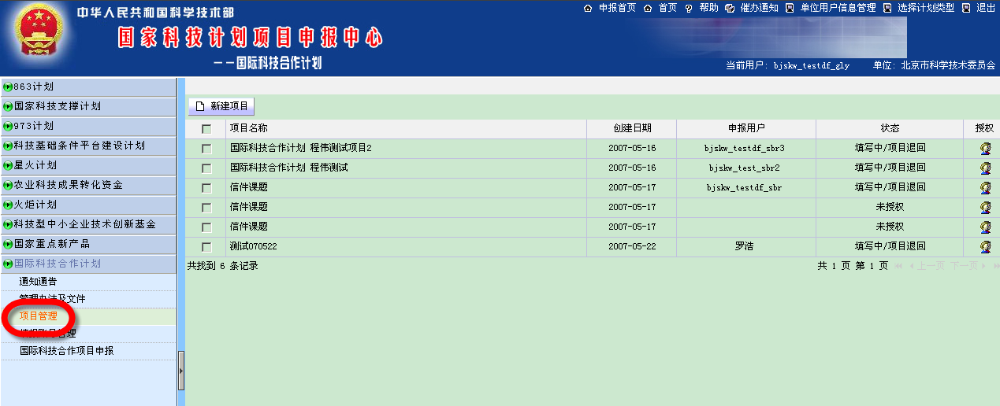 中华人民共和国科学技术部
申报首页 首页 帮助 催办通知 单位用户信息管理 选择计划类型 退出
国家科技计划项目申报中心
——国际科技合作计划
当前用户: bjskw_testdf_gly 单位: 北京市科学技术委员会
863计划
国家科技支撑计划
973计划
科技基础条件平台建设计划
星火计划
农业科技成果转化资金
火炬计划
科技型中小企业技术创新基金
国家重点新产品
国际科技合作计划
通知通告
管理办法及文件
项目管理
填报账号管理
国际科技合作项目申报
新建项目
项目名称 创建日期 申报用户 状态 授权
国际科技合作计划 程伟测试项目2 2007-05-16 bjskw_testdf_sbr3 填写中/项目退回
国际科技合作计划 程伟测试 2007-05-16 bjskw_test_sbr2 填写中/项目退回
信件课题 2007-05-17 bjskw_testdf_sbr 填写中/项目退回
信件课题 2007-05-17 未授权
信件课题 2007-05-17 未授权
测试070522 2007-05-22 罗浩 填写中/项目退回
共找到 6 条记录 共 1 页 第 1 页 上一页 下一页